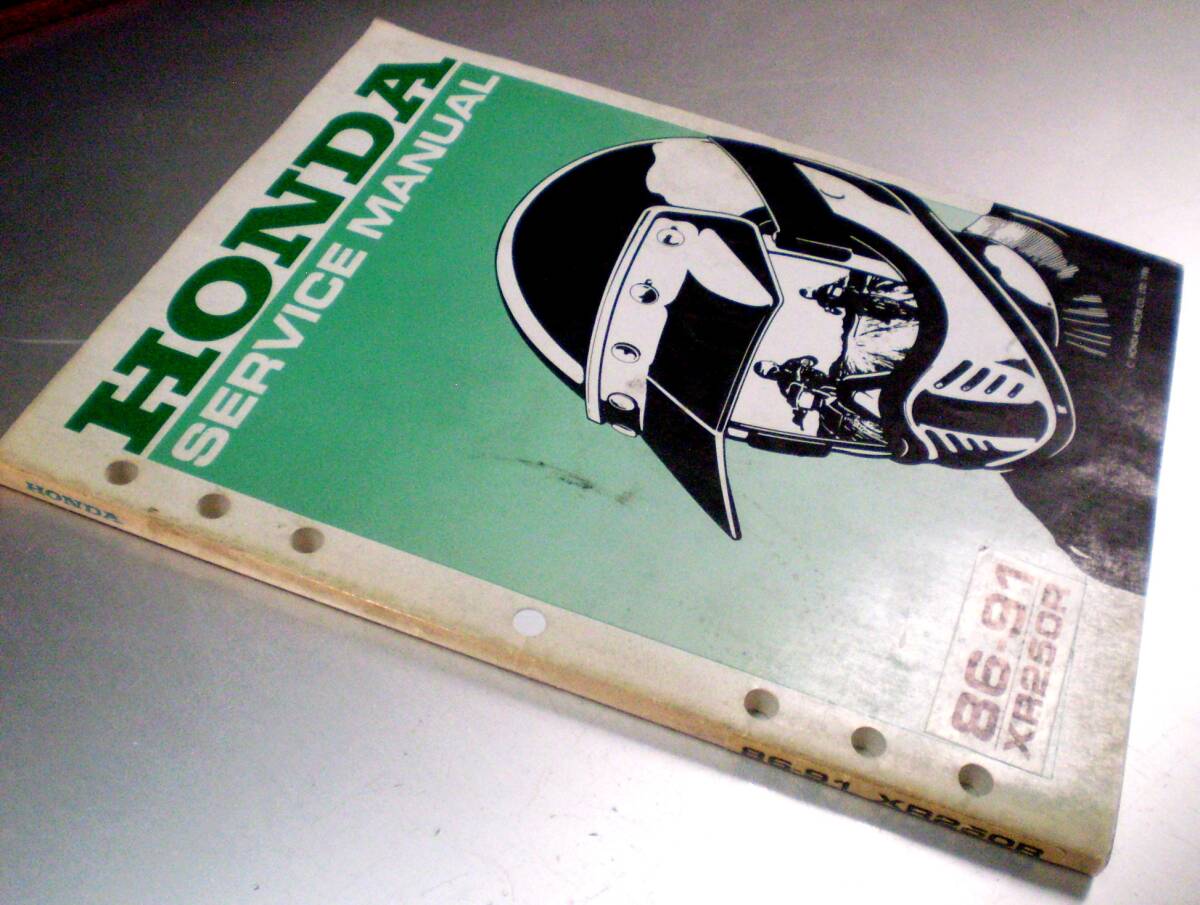 HONDA
SERVICE MANUAL
86-91
XR250R
HONDA
86-91 XR250R